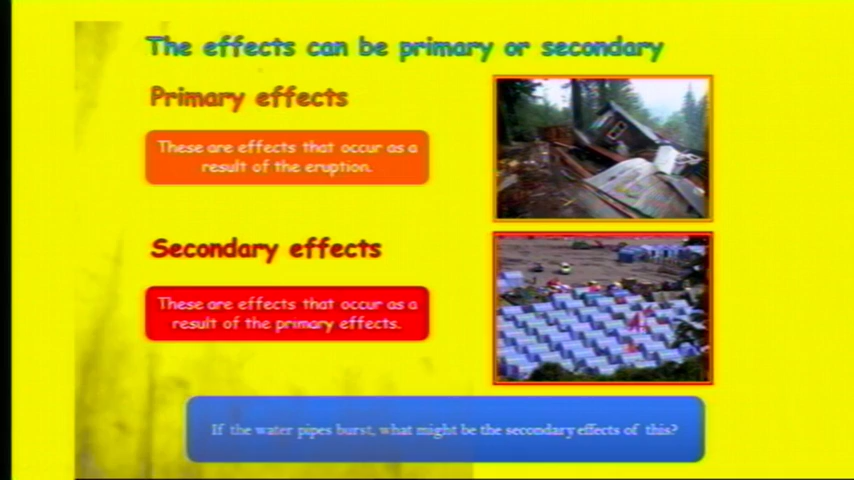 The effects can be primary or secondary
Primary effects
These are effects that occur as a
result of the eruption.
Secondary effects
These are effects that occur as a
result of the primary effects.
If the water pipes burst, what might be the secondary effects of this?